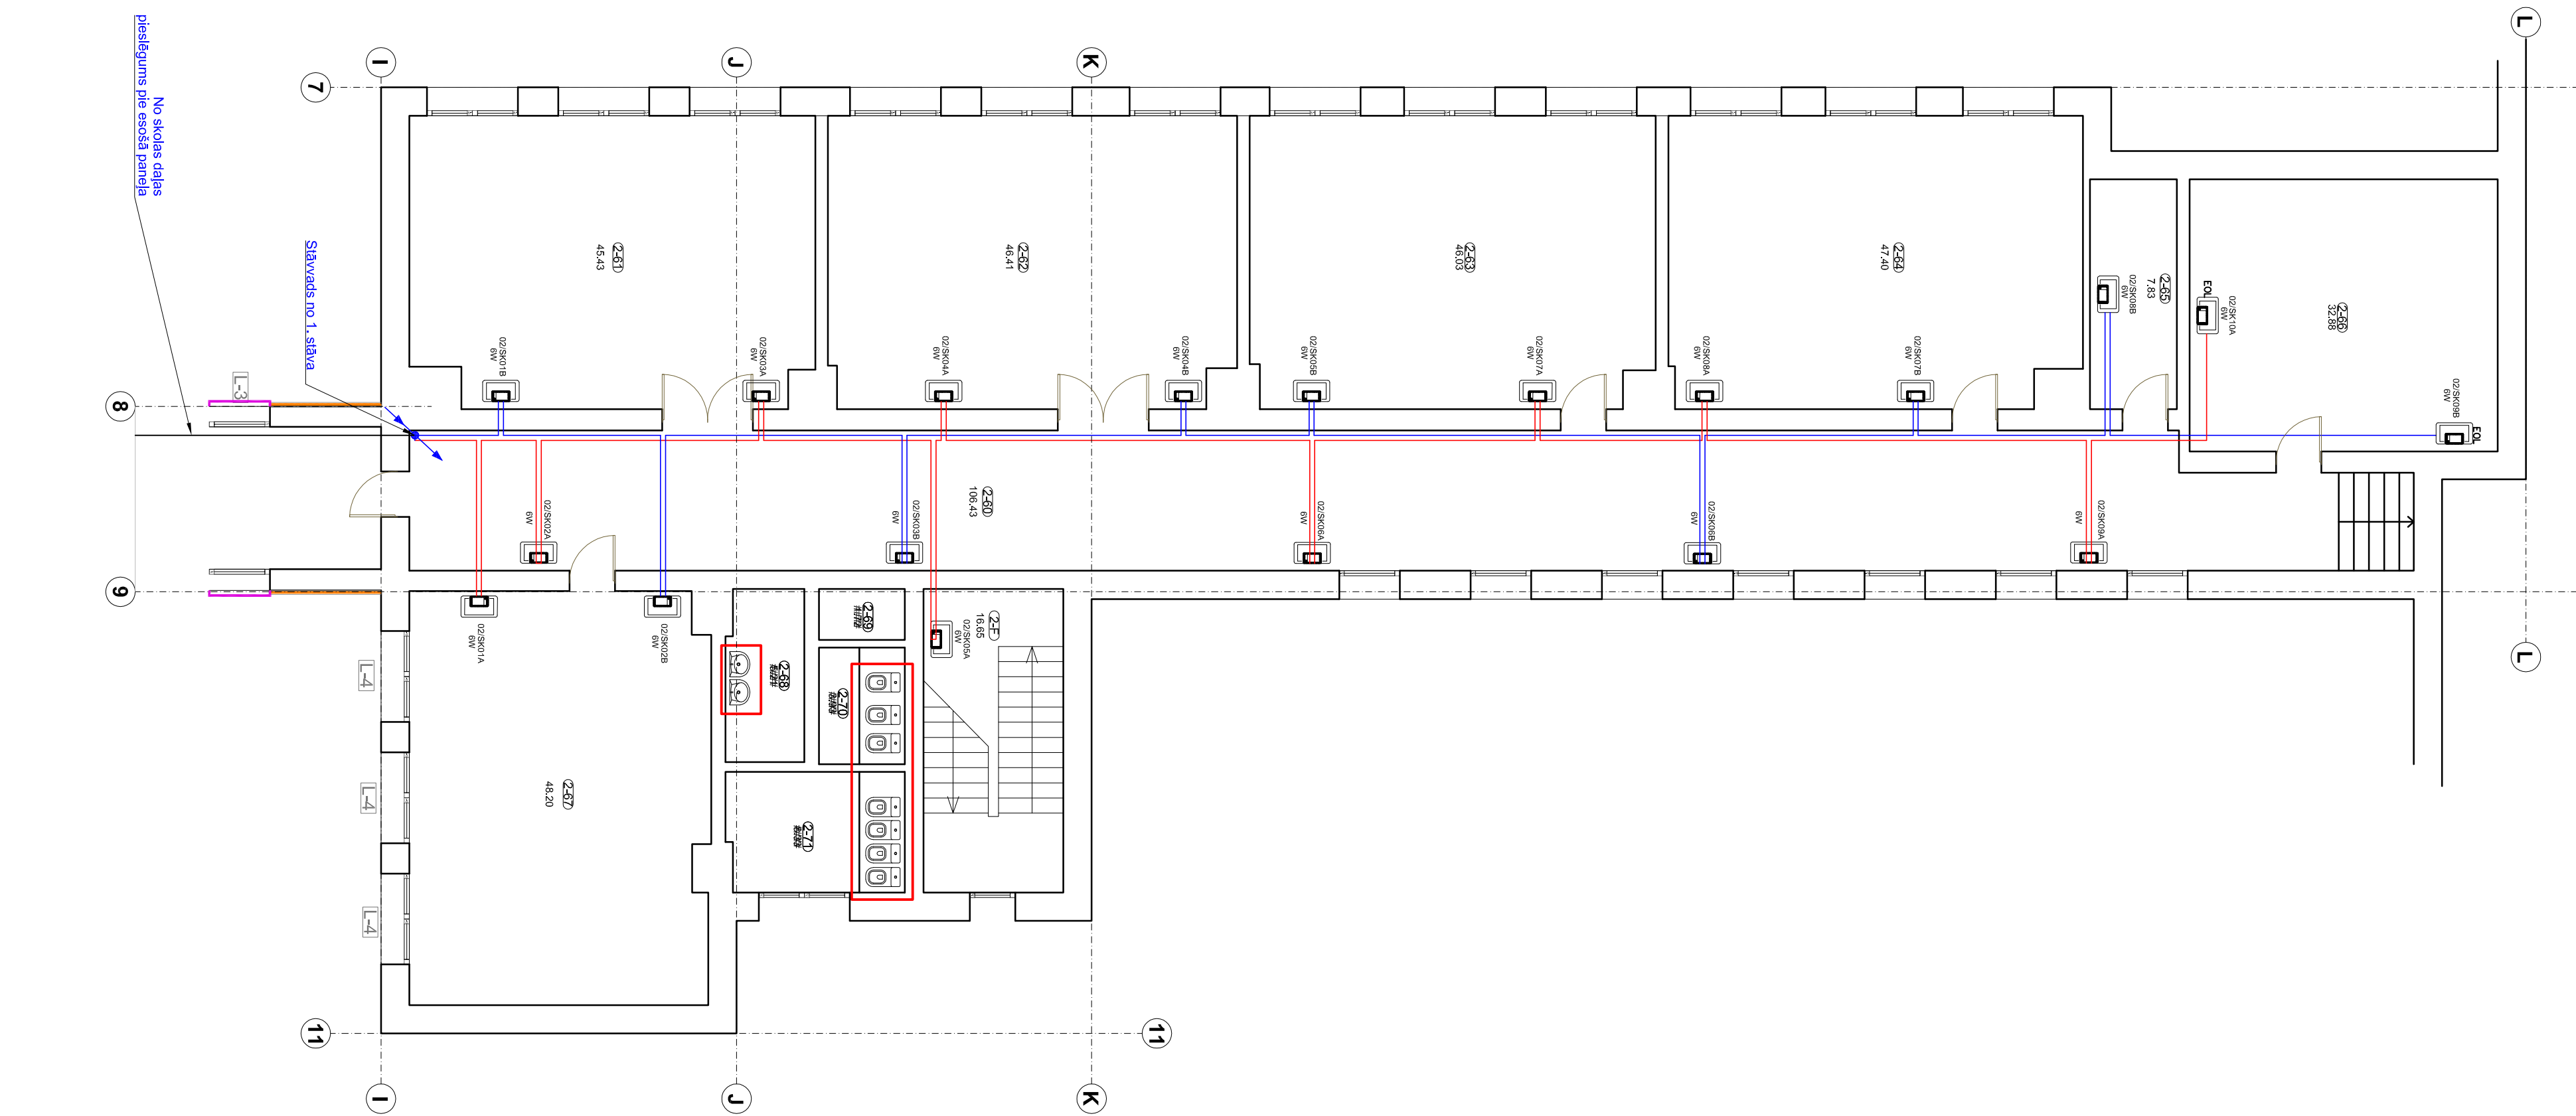 L
I
J
K
7
No skolas daļas
pieslēgums pie esošā paneļa
Stāvvads no 1. stāva
2-61
45.43
2-62
46.41
2-63
46.03
2-64
47.40
2-65
7.83
2-66
32.88
02/SK08B
6W
EOL
02/SK10A
6W
02/SK01B
6W
02/SK03A
6W
02/SK04A
6W
02/SK04B
6W
02/SK05B
6W
02/SK07A
6W
02/SK08A
6W
02/SK07B
6W
02/SK09B
6W
EOL
L-3
8
2-60
106.43
02/SK02A
6W
02/SK03B
6W
02/SK06A
6W
02/SK06B
6W
02/SK09A
6W
9
02/SK01A
6W
02/SK02B
6W
2-69
2-F
16.65
02/SK05A
6W
2-68
2-70
L-4
L-4
L-4
2-67
48.20
2-71
L
11
11
I
J
K